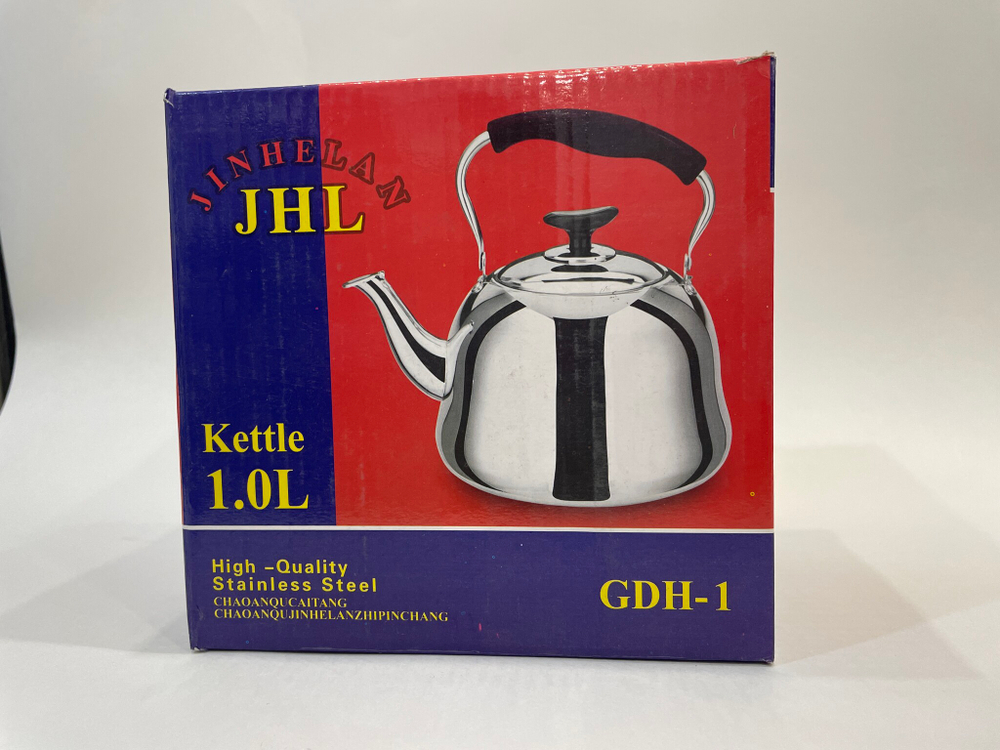 JINHELAN
JHL
Kettle
1.0L
High -Quality
Stainless Steel
CHAOANQUCAITANG
CHAOANQUJINHELANZHIPINCHANG
GDH-1